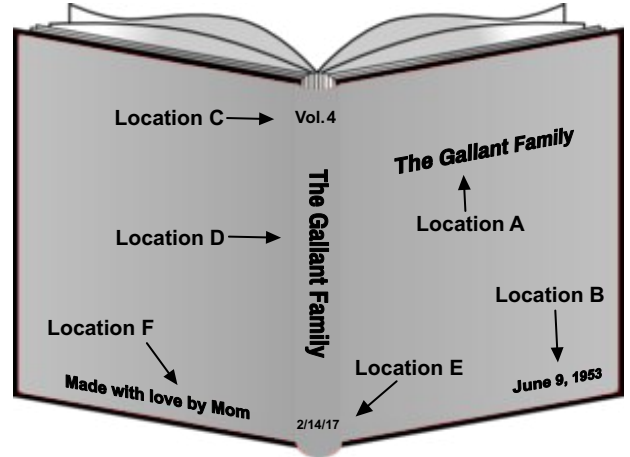 Location C
Vol. 4
The Gallant Family
Location A
The Gallant Family
Location D
Location B
June 9, 1953
Location F
Made with love by Mom
Location E
2/14/17